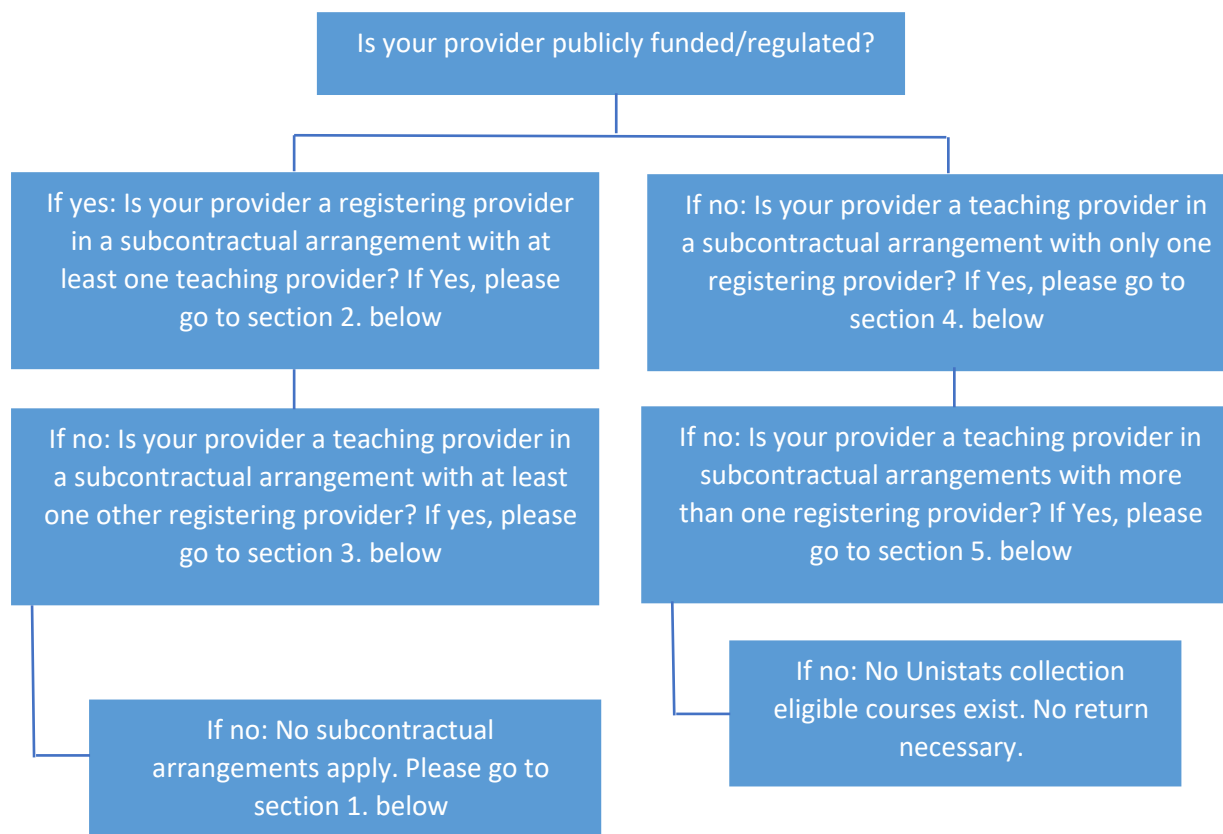 Is your provider publicly funded/regulated?
If yes: Is your provider a registering provider
in a subcontractual arrangement with at
least one teaching provider? If Yes, please
go to section 2. below
If no: Is your provider a teaching provider in
a subcontractual arrangement with only one
registering provider? If Yes, please go to
section 4. below
If no: Is your provider a teaching provider in
a subcontractual arrangement with at least
one other registering provider? If yes, please
go to section 3. below
If no: Is your provider a teaching provider in
subcontractual arrangements with more
than one registering provider? If Yes, please
go to section 5. below
If no: No subcontractual
arrangements apply. Please go to
section 1. below
If no: No Unistats collection
eligible courses exist. No return
necessary.